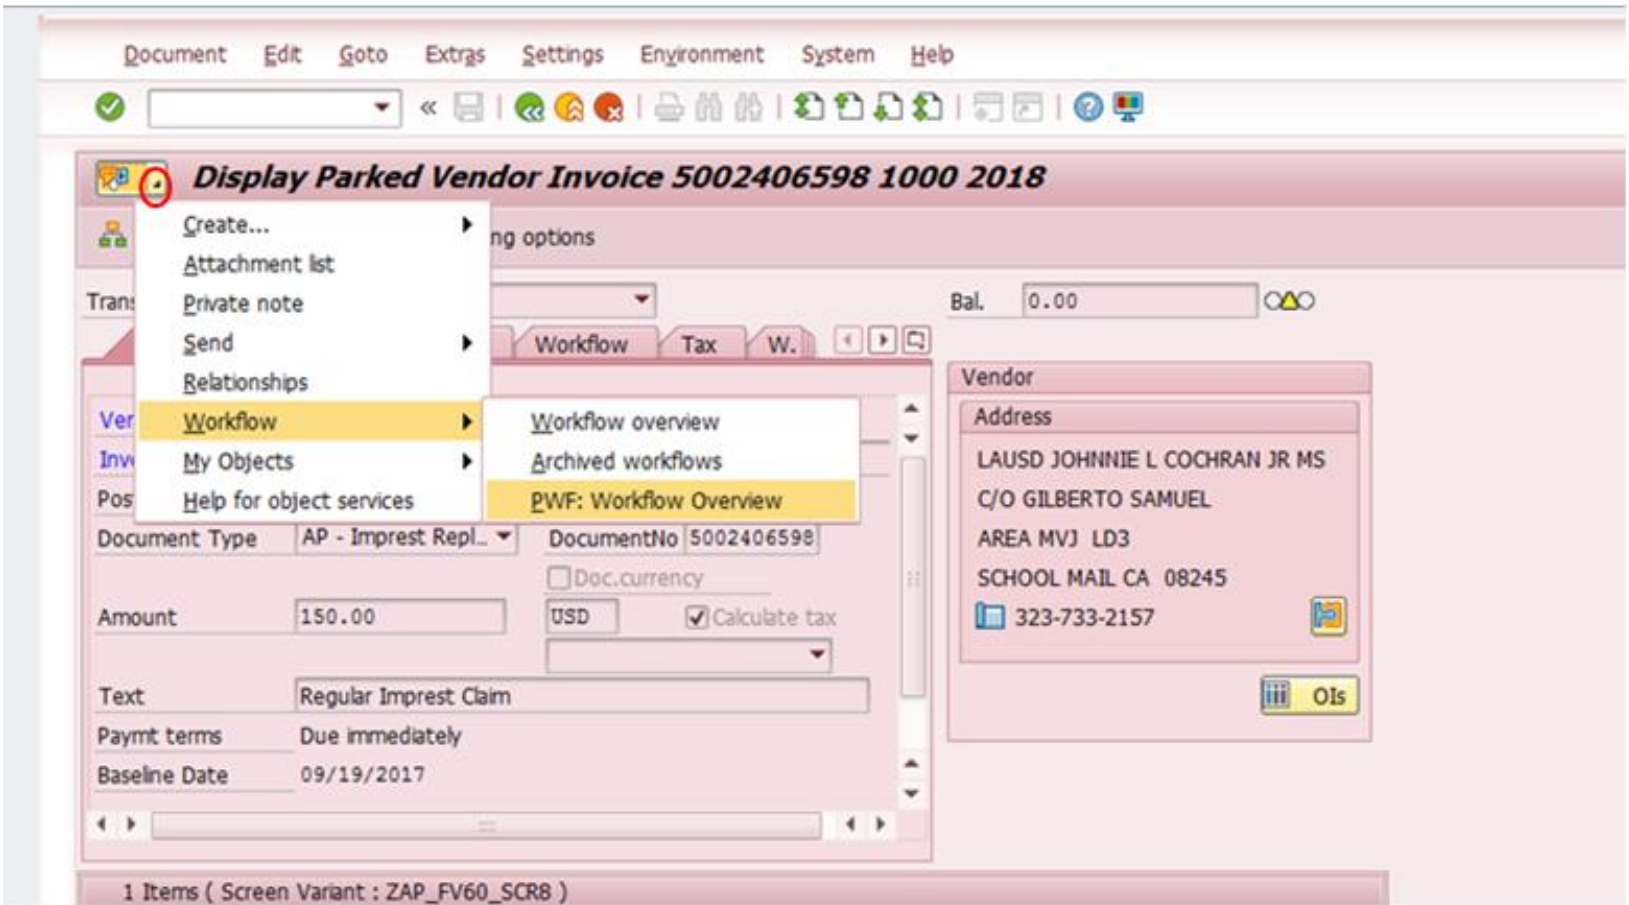 Document Edit Goto Extras Settings Environment System Help
Display Parked Vendor Invoice 5002406598 1000 2018
Create...
ng options
Attachment list
Trans
Private note
Bal. 0.00
Send
Workflow Tax W.
Relationships
Vendor
Ver
Workflow
Workflow overview
Address
Inv
My Objects
Archived workflows
LAUSD JOHNNIE L COCHRAN JR MS
Pos
Help for object services
PWF: Workflow Overview
C/O GILBERTO SAMUEL
Document Type AP - Imprest Repl... DocumentNo 5002406598
AREA MVJ LD3
Doc.currency
SCHOOL MAIL CA 08245
Amount 150.00 USD Calculate tax
323-733-2157
Text Regular Imprest Claim
OIs
Paymt terms Due immediately
Baseline Date 09/19/2017
1 Items ( Screen Variant : ZAP_FV60_SCR8 )